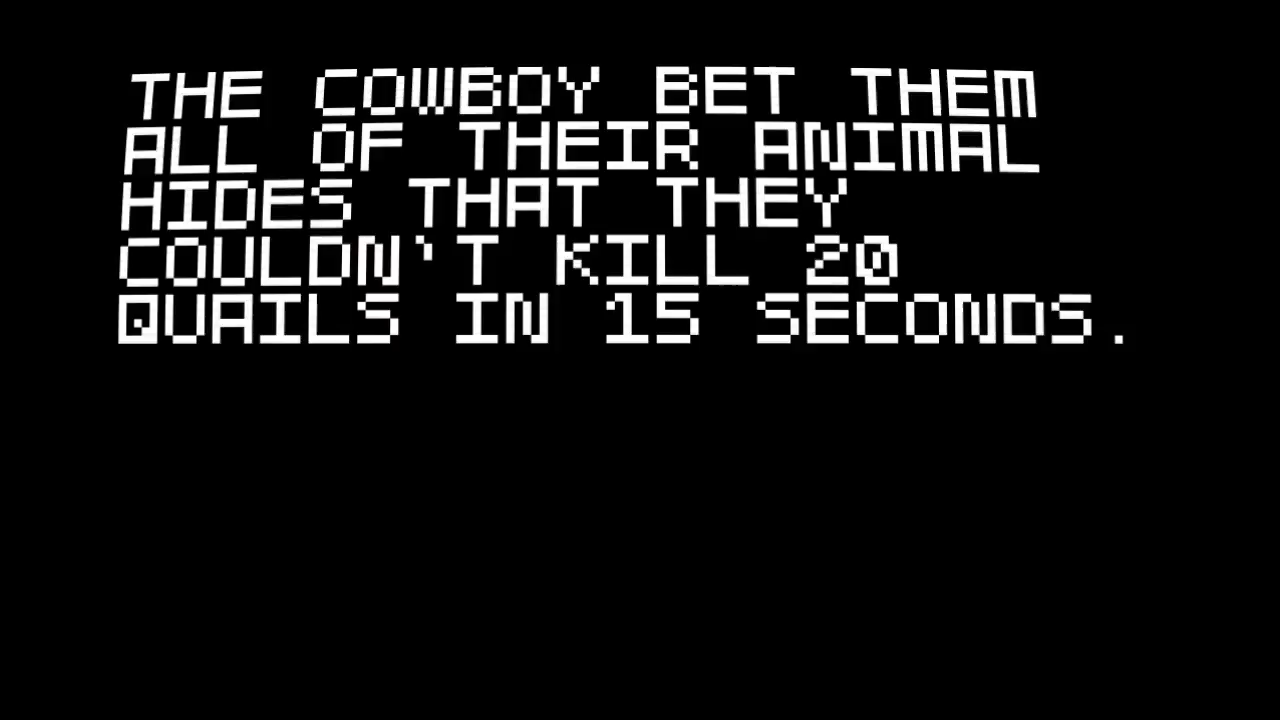 THE COWBOY BET THEM
ALL OF THEIR ANIMAL
HIDES THAT THEY
COULDN'T KILL 20
QUAILS IN 15 SECONDS.